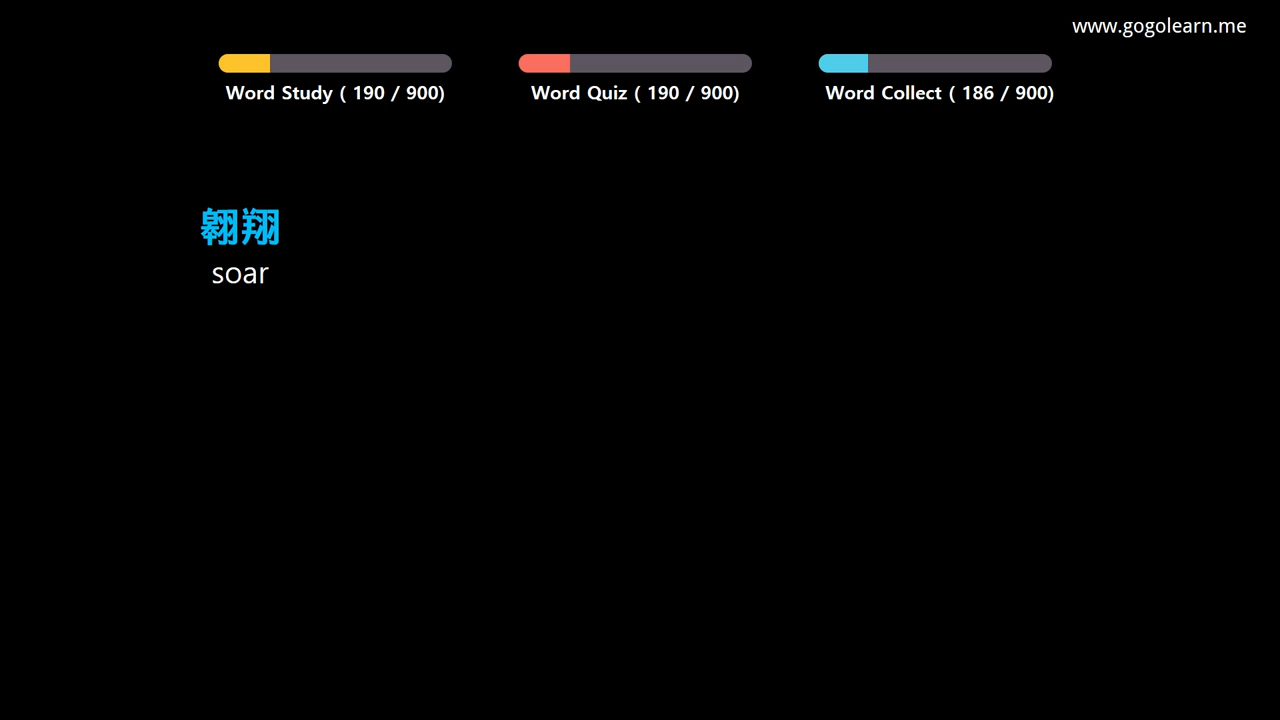 www.gogolearn.me
Word Study ( 190 / 900)
Word Quiz ( 190 / 900)
Word Collect ( 186 / 900)
翱翔
soar